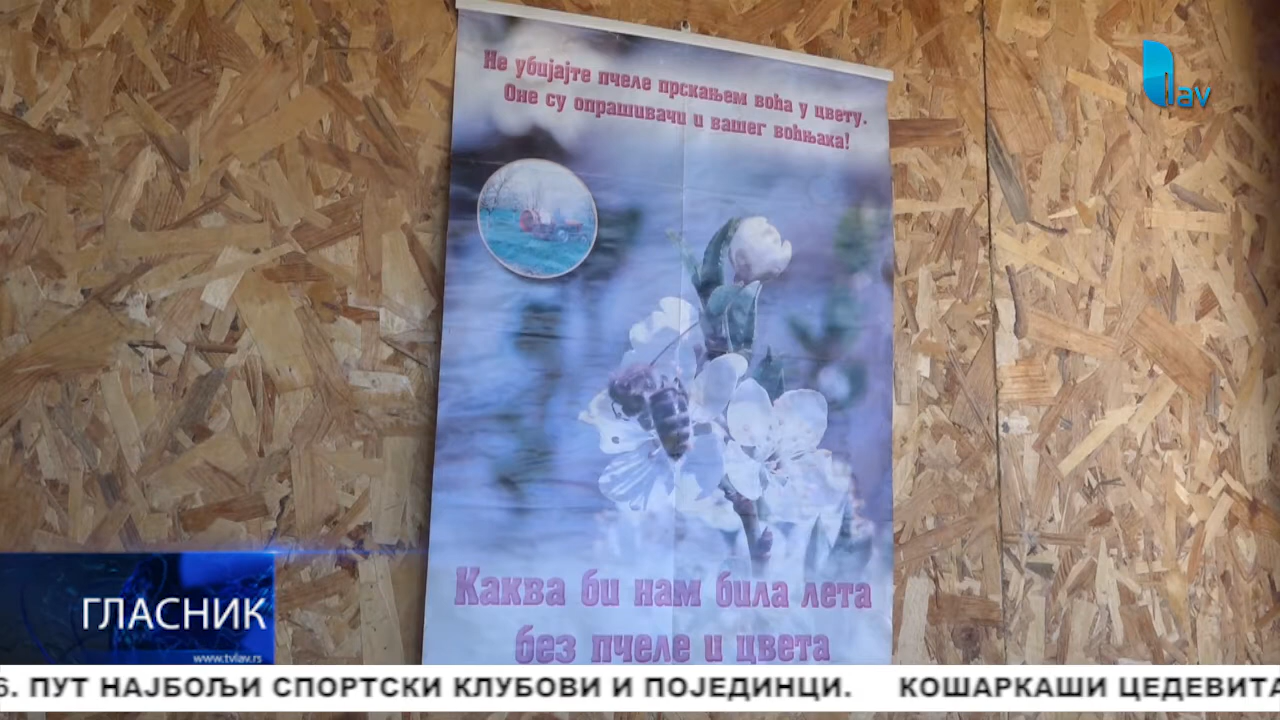 Не убијајте пчеле прскањем воћа у цвету.
Оне су опрашивачи и вашег воћњака!
lav
Каква би нам била лета
без пчеле и цвета
ГЛАСНИК
www.tvlav.rs
6. ПУТ НАЈБОЉИ СПОРТСКИ КЛУБОВИ И ПОЈЕДИНЦИ. КОШАРКАШИ ЦЕДЕВИТА